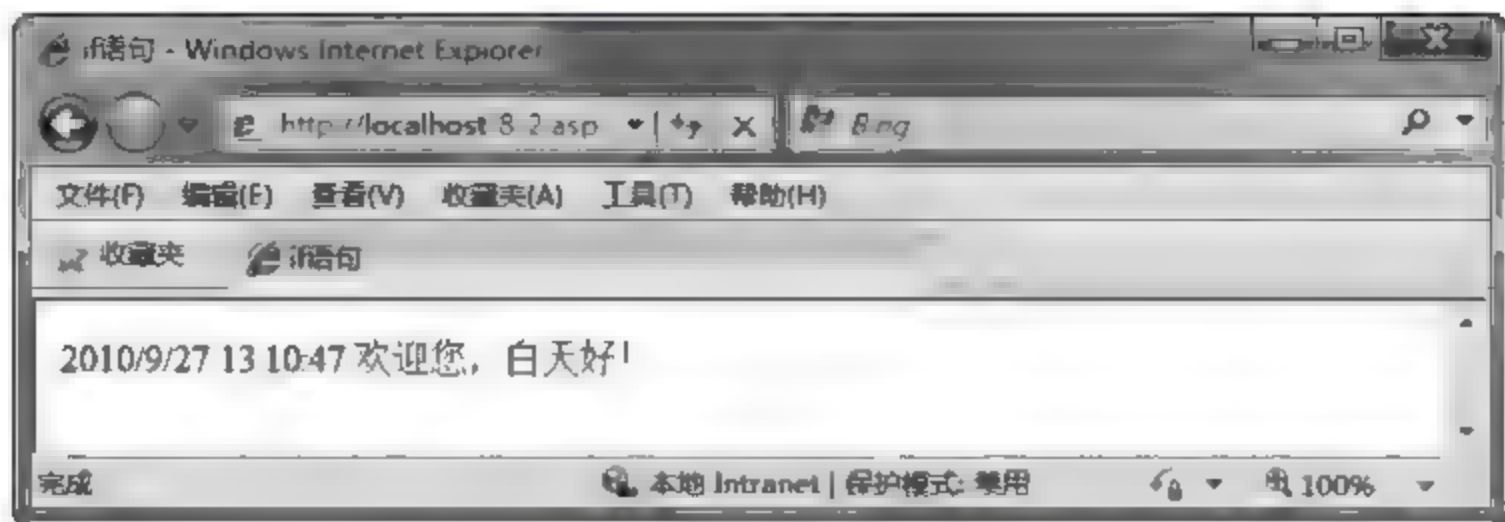 if语句 - Windows Internet Explorer
http://localhost 8-2 asp Bing
文件(F) 编辑(E) 查看(V) 收藏夹(A) 工具(T) 帮助(H)
收藏夹 if语句
2010/9/27 13 10:47 欢迎您，白天好!
完成 本地 Intranet | 保护模式: 禁用 100%